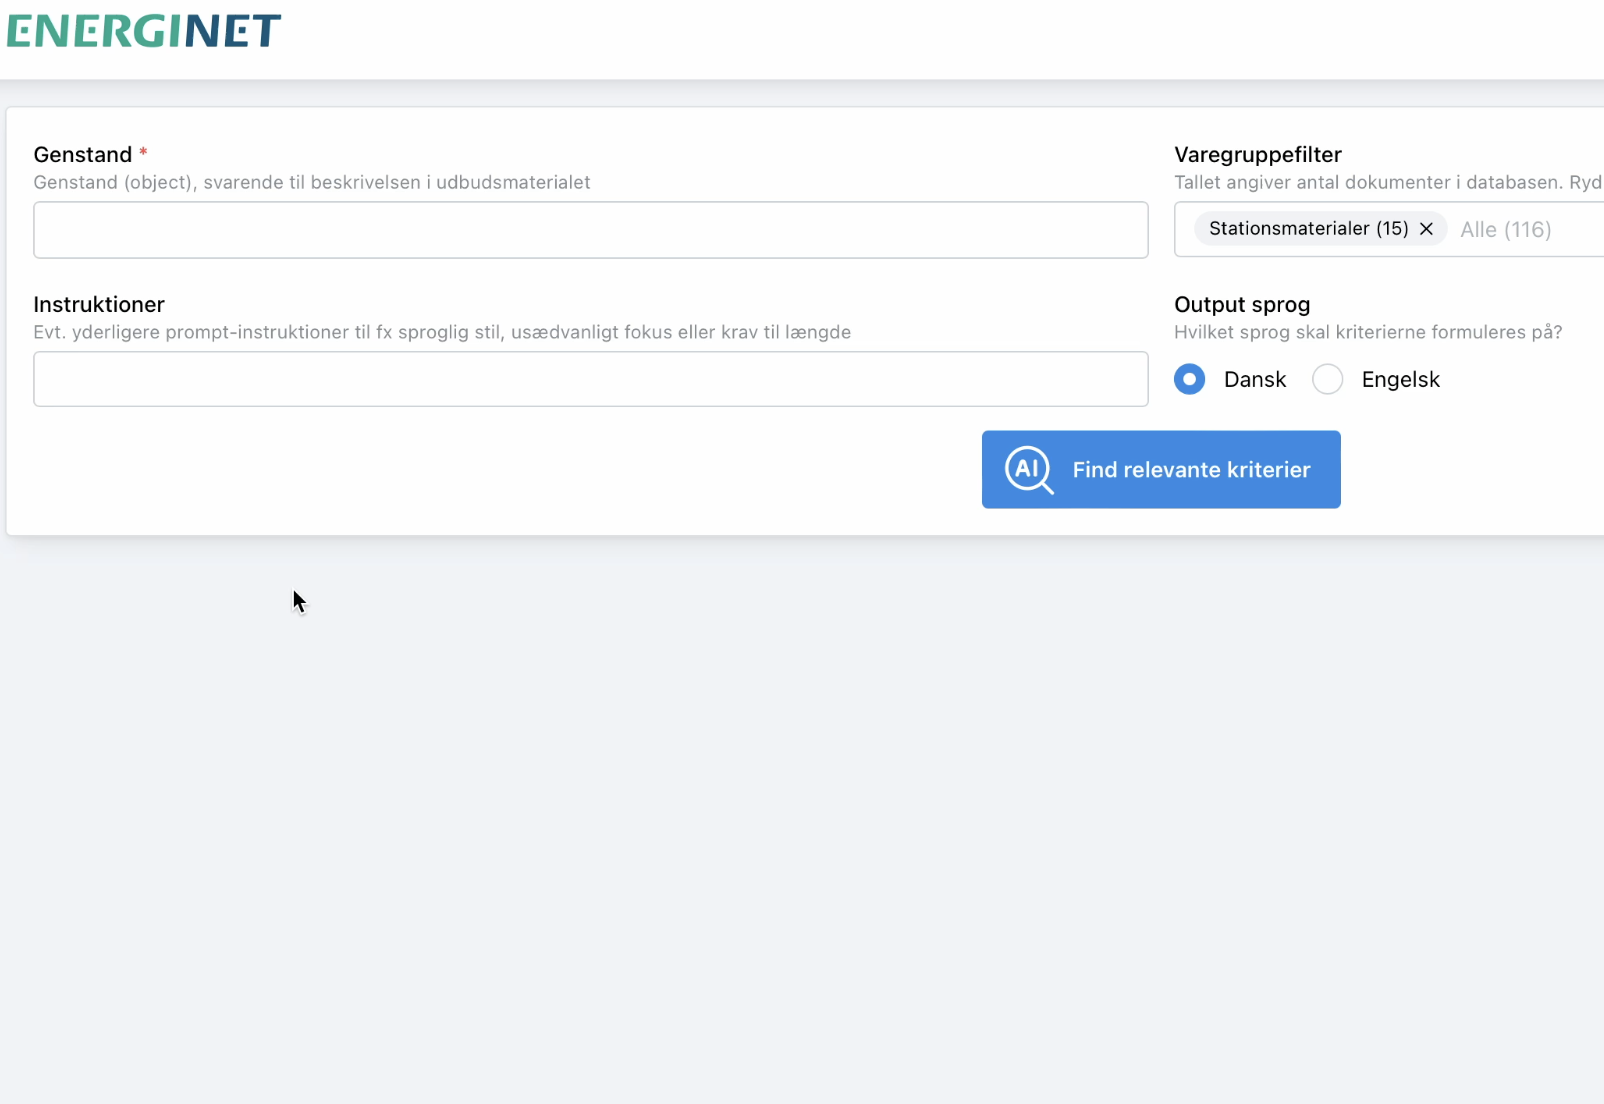 ENERGINET
Genstand *
Genstand (object), svarende til beskrivelsen i udbudsmaterialet
Varegruppefilter
Tallet angiver antal dokumenter i databasen. Ryd
Stationsmaterialer (15) ✕ Alle (116)
Instruktioner
Evt. yderligere prompt-instruktioner til fx sproglig stil, usædvanligt fokus eller krav til længde
Output sprog
Hvilket sprog skal kriterierne formuleres på?
Dansk Engelsk
AI Find relevante kriterier